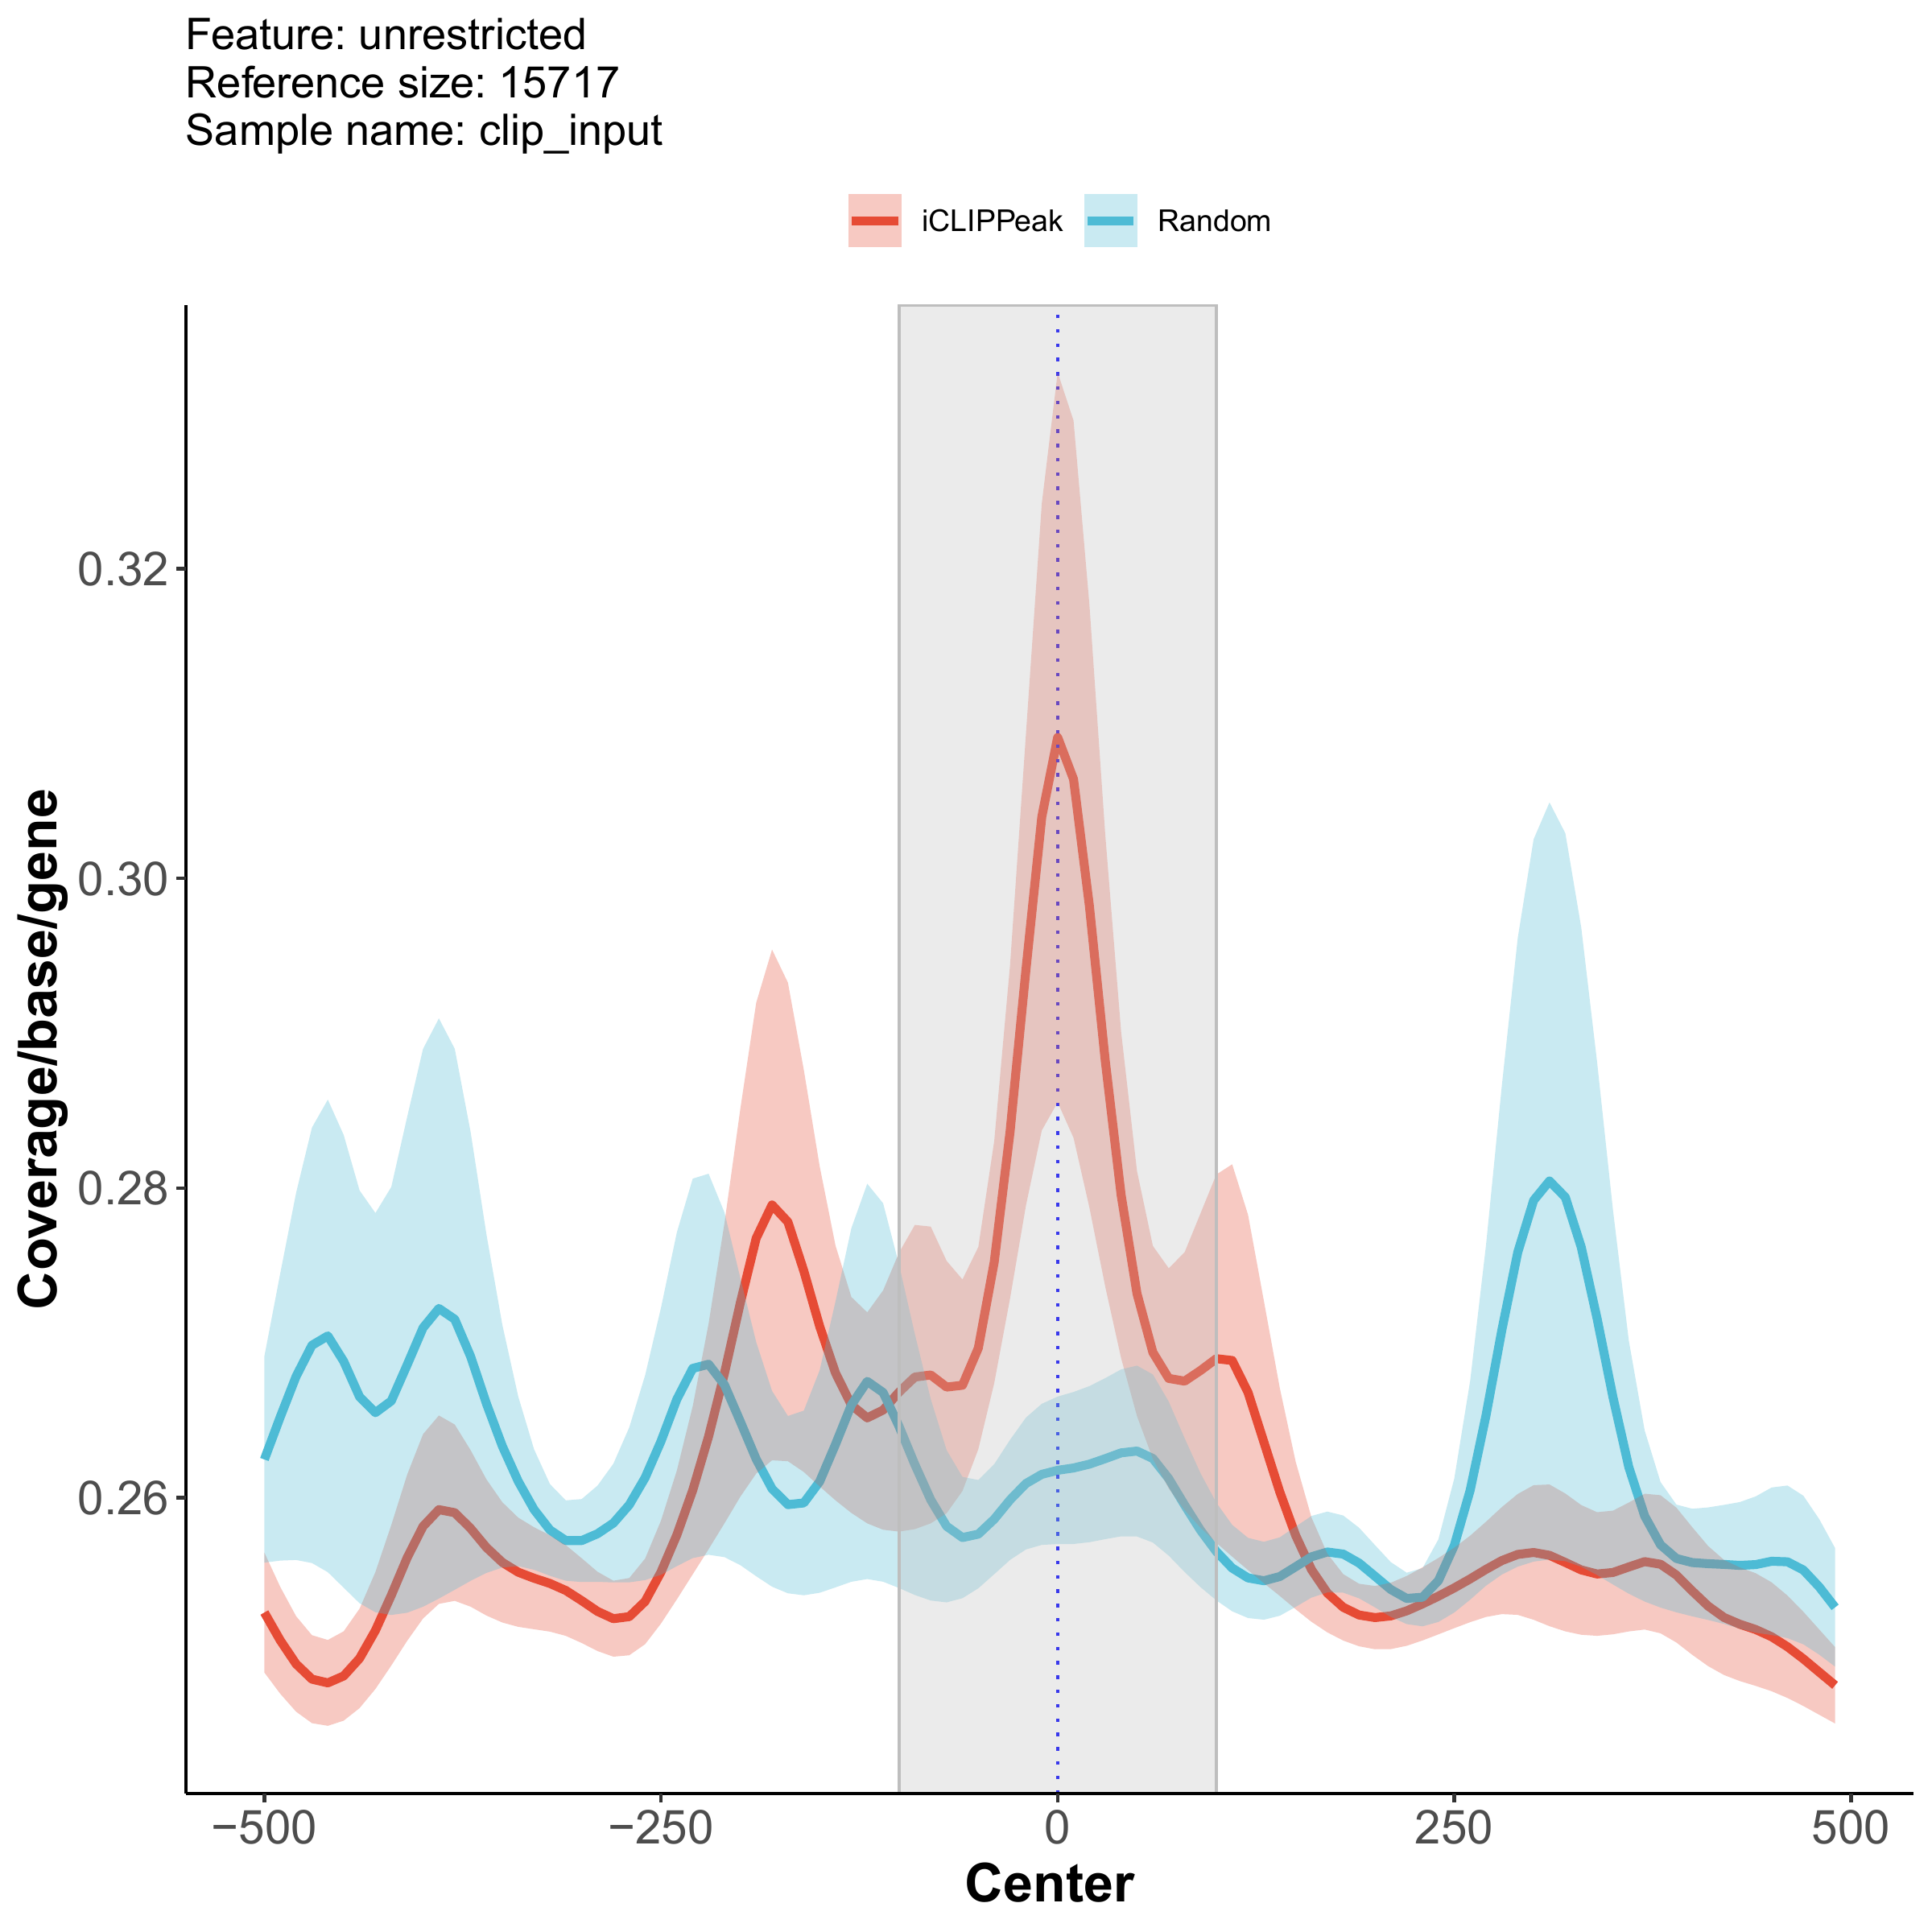 Feature: unrestricted
Reference size: 15717
Sample name: clip_input
iCLIPPeak Random
Coverage/base/gene
0.32
0.30
0.28
0.26
−500 −250 0 250 500
Center